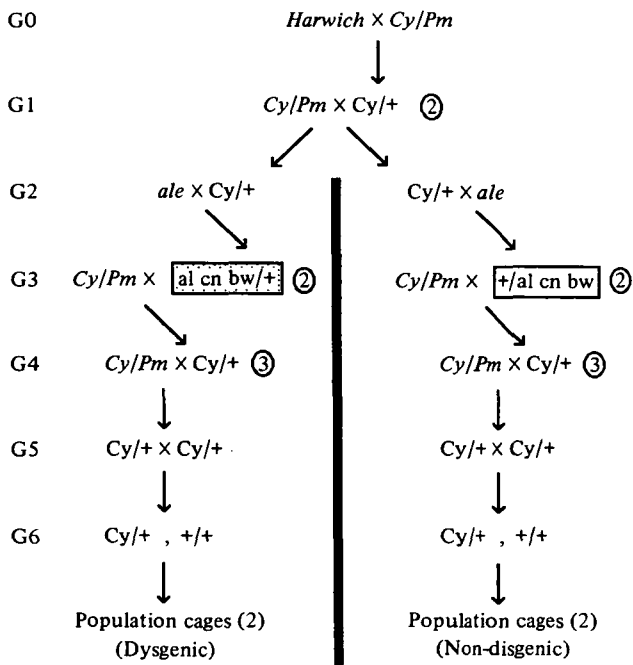 G0 Harwich × Cy/Pm
G1 Cy/Pm × Cy/+ ②
G2 ale × Cy/+ Cy/+ × ale
G3 Cy/Pm × al cn bw/+ ② Cy/Pm × +/al cn bw ②
G4 Cy/Pm × Cy/+ ③ Cy/Pm × Cy/+ ③
G5 Cy/+ × Cy/+ Cy/+ × Cy/+
G6 Cy/+ , +/+ Cy/+ , +/+
Population cages (2) Population cages (2)
(Dysgenic) (Non-disgenic)